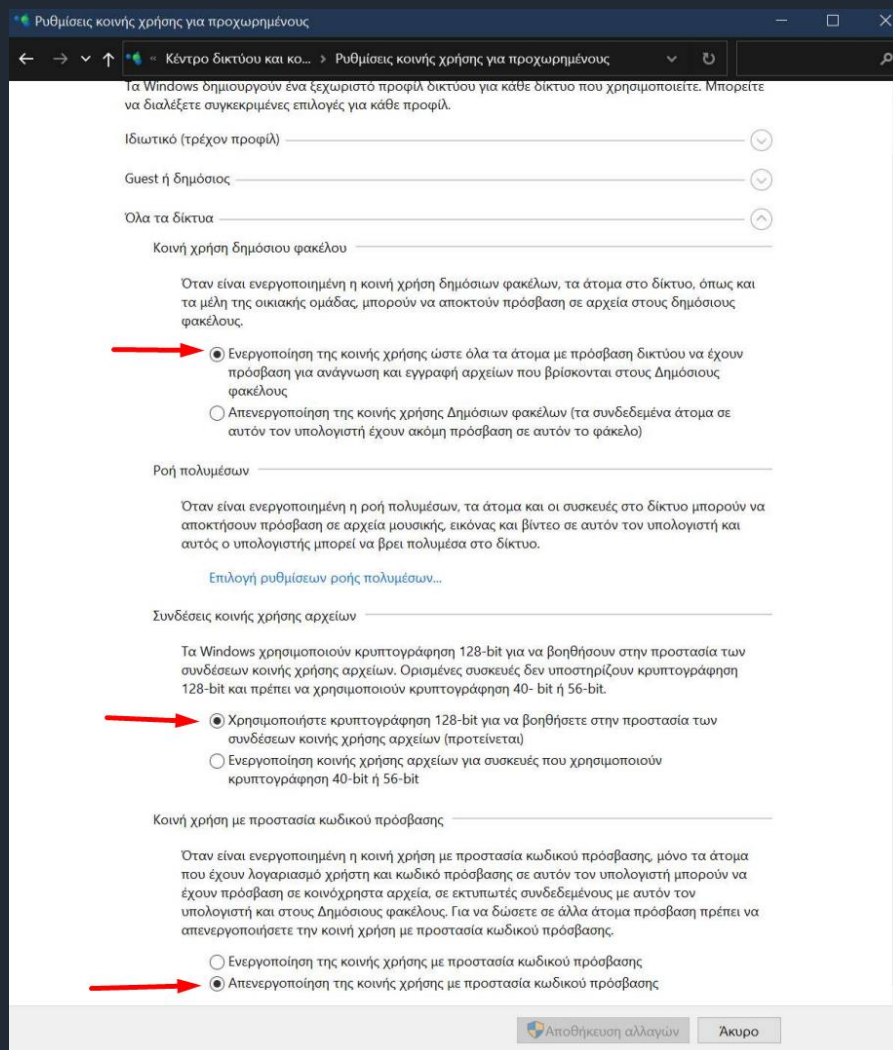 Ρυθμίσεις κοινής χρήσης για προχωρημένους
« Κέντρο δικτύου και κο... > Ρυθμίσεις κοινής χρήσης για προχωρημένους
Τα Windows δημιουργούν ένα ξεχωριστό προφίλ δικτύου για κάθε δίκτυο που χρησιμοποιείτε. Μπορείτε
να διαλέξετε συγκεκριμένες επιλογές για κάθε προφίλ.
Ιδιωτικό (τρέχον προφίλ)
Guest ή δημόσιος
Όλα τα δίκτυα
Κοινή χρήση δημόσιου φακέλου
Όταν είναι ενεργοποιημένη η κοινή χρήση δημόσιων φακέλων, τα άτομα στο δίκτυο, όπως και
τα μέλη της οικιακής ομάδας, μπορούν να αποκτούν πρόσβαση σε αρχεία στους δημόσιους
φακέλους.
Ενεργοποίηση της κοινής χρήσης ώστε όλα τα άτομα με πρόσβαση δικτύου να έχουν
πρόσβαση για ανάγνωση και εγγραφή αρχείων που βρίσκονται στους Δημόσιους
φακέλους
Απενεργοποίηση της κοινής χρήσης Δημόσιων φακέλων (τα συνδεδεμένα άτομα σε
αυτόν τον υπολογιστή έχουν ακόμη πρόσβαση σε αυτόν το φάκελο)
Ροή πολυμέσων
Όταν είναι ενεργοποιημένη η ροή πολυμέσων, τα άτομα και οι συσκευές στο δίκτυο μπορούν να
αποκτήσουν πρόσβαση σε αρχεία μουσικής, εικόνας και βίντεο σε αυτόν τον υπολογιστή και
αυτός ο υπολογιστής μπορεί να βρει πολυμέσα στο δίκτυο.
Επιλογή ρυθμίσεων ροής πολυμέσων...
Συνδέσεις κοινής χρήσης αρχείων
Τα Windows χρησιμοποιούν κρυπτογράφηση 128-bit για να βοηθήσουν στην προστασία των
συνδέσεων κοινής χρήσης αρχείων. Ορισμένες συσκευές δεν υποστηρίζουν κρυπτογράφηση
128-bit και πρέπει να χρησιμοποιούν κρυπτογράφηση 40- bit ή 56-bit.
Χρησιμοποιήστε κρυπτογράφηση 128-bit για να βοηθήσετε στην προστασία των
συνδέσεων κοινής χρήσης αρχείων (προτείνεται)
Ενεργοποίηση κοινής χρήσης αρχείων για συσκευές που χρησιμοποιούν
κρυπτογράφηση 40-bit ή 56-bit
Κοινή χρήση με προστασία κωδικού πρόσβασης
Όταν είναι ενεργοποιημένη η κοινή χρήση με προστασία κωδικού πρόσβασης, μόνο τα άτομα
που έχουν λογαριασμό χρήστη και κωδικό πρόσβασης σε αυτόν τον υπολογιστή μπορούν να
έχουν πρόσβαση σε κοινόχρηστα αρχεία, σε εκτυπωτές συνδεδεμένους με αυτόν τον
υπολογιστή και στους Δημόσιους φακέλους. Για να δώσετε σε άλλα άτομα πρόσβαση πρέπει να
απενεργοποιήσετε την κοινή χρήση με προστασία κωδικού πρόσβασης.
Ενεργοποίηση της κοινής χρήσης με προστασία κωδικού πρόσβασης
Απενεργοποίηση της κοινής χρήσης με προστασία κωδικού πρόσβασης
Αποθήκευση αλλαγών Άκυρο